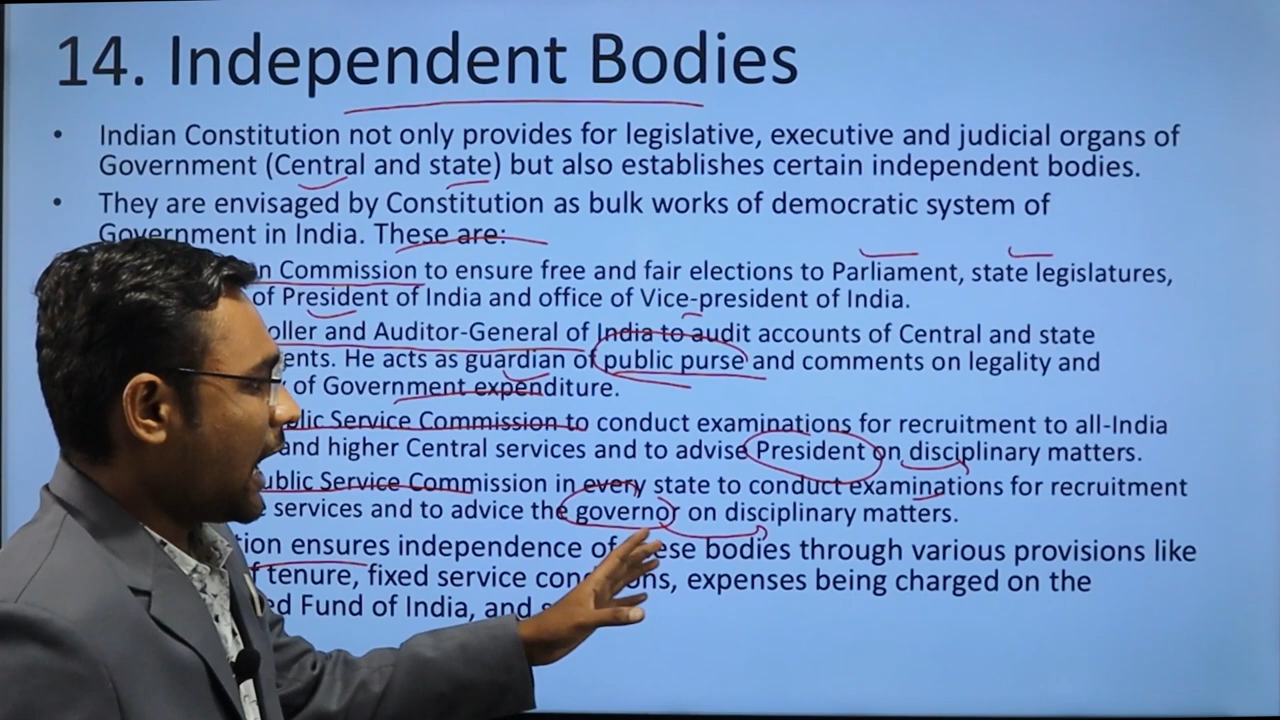 14. Independent Bodies
• Indian Constitution not only provides for legislative, executive and judicial organs of
Government (Central and state) but also establishes certain independent bodies.
• They are envisaged by Constitution as bulk works of democratic system of
Government in India. These are:
n Commission to ensure free and fair elections to Parliament, state legislatures,
of President of India and office of Vice-president of India.
oller and Auditor-General of India to audit accounts of Central and state
ents. He acts as guardian of public purse and comments on legality and
of Government expenditure.
blic Service Commission to conduct examinations for recruitment to all-India
and higher Central services and to advise President on disciplinary matters.
ublic Service Commission in every state to conduct examinations for recruitment
services and to advice the governor on disciplinary matters.
tion ensures independence of these bodies through various provisions like
f tenure, fixed service conditions, expenses being charged on the
ed Fund of India, and